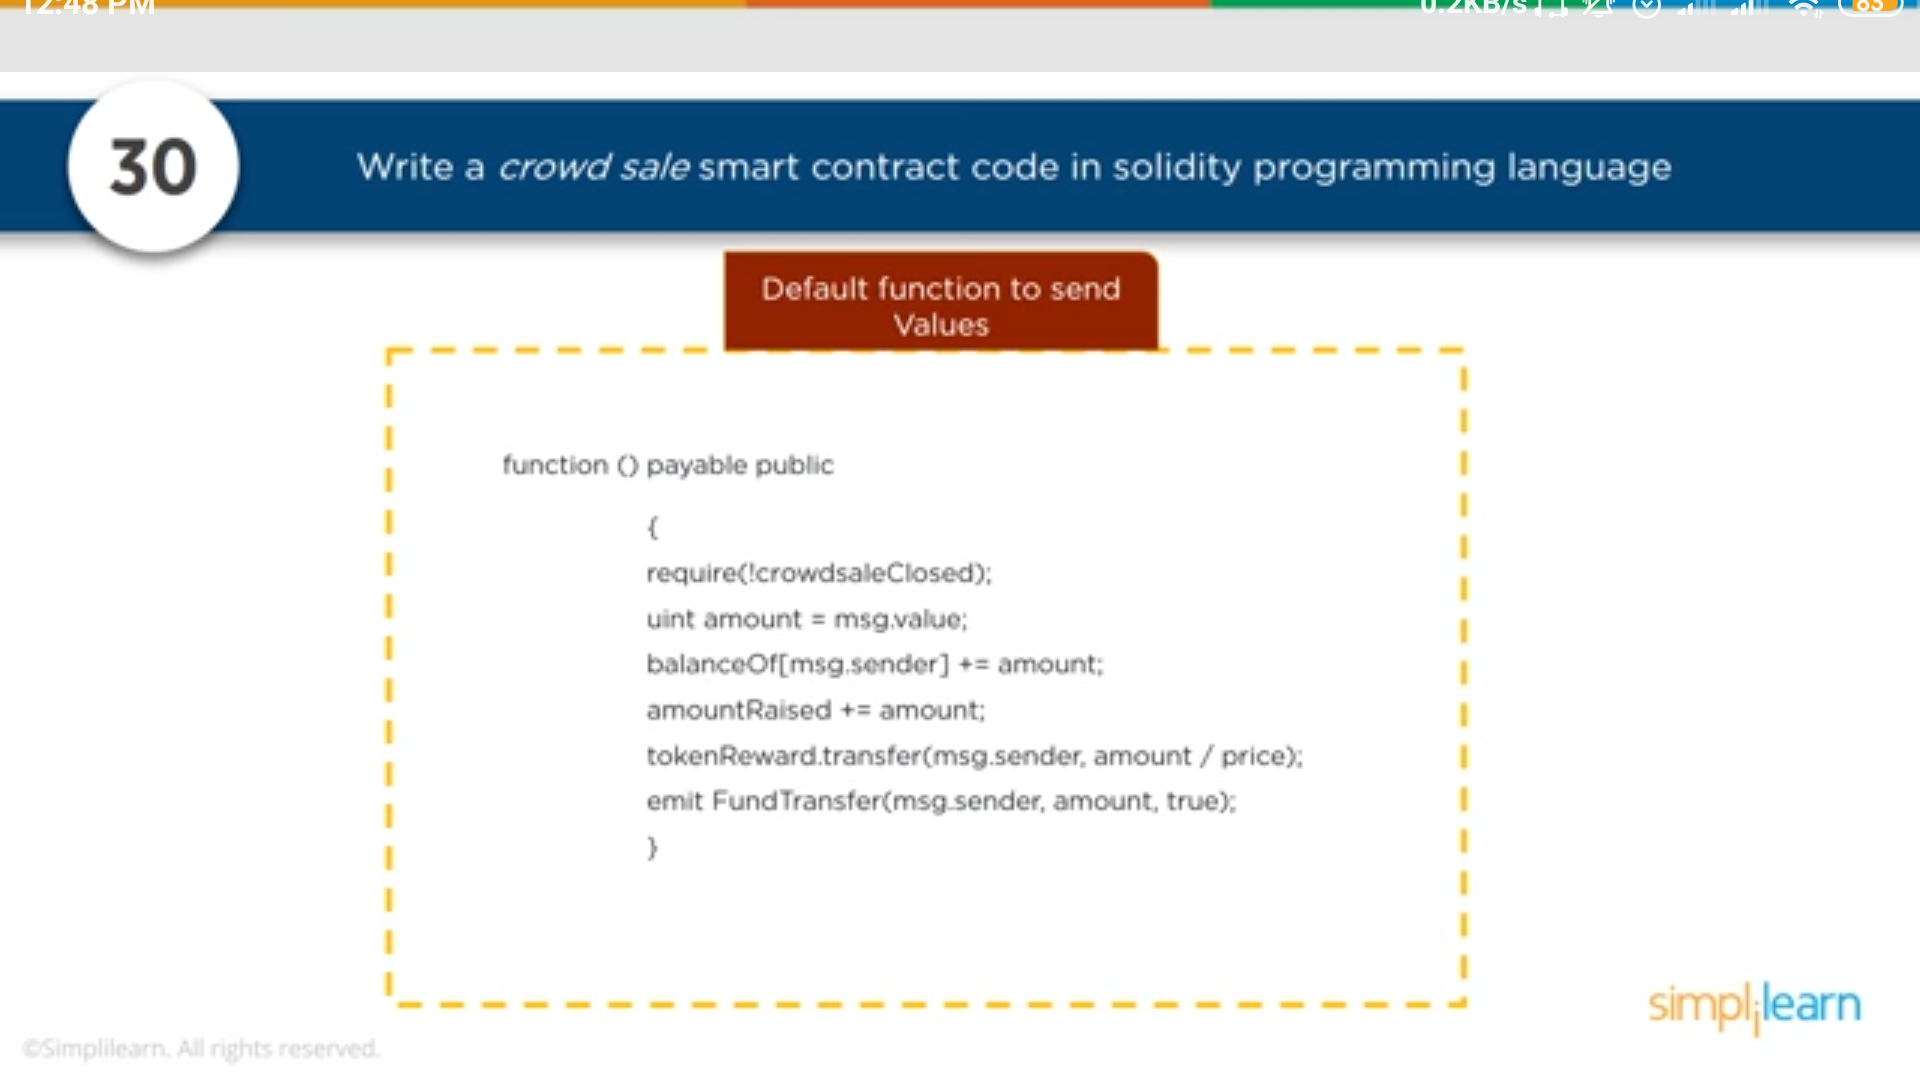 12:48 PM
0.2KB/s
63
30
Write a crowd sale smart contract code in solidity programming language
Default function to send
Values
function () payable public
{
require(!crowdsaleClosed);
uint amount = msg.value;
balanceOf[msg.sender] += amount;
amountRaised += amount;
tokenReward.transfer(msg.sender, amount / price);
emit FundTransfer(msg.sender, amount, true);
}
simplilearn
©Simplilearn. All rights reserved.